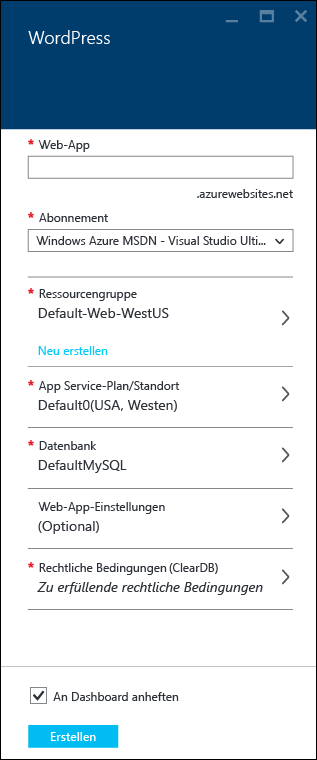 WordPress
* Web-App
.azurewebsites.net
* Abonnement
Windows Azure MSDN - Visual Studio Ulti...
* Ressourcengruppe
Default-Web-WestUS
Neu erstellen
* App Service-Plan/Standort
Default0(USA, Westen)
* Datenbank
DefaultMySQL
Web-App-Einstellungen
(Optional)
* Rechtliche Bedingungen (ClearDB)
Zu erfüllende rechtliche Bedingungen
An Dashboard anheften
Erstellen